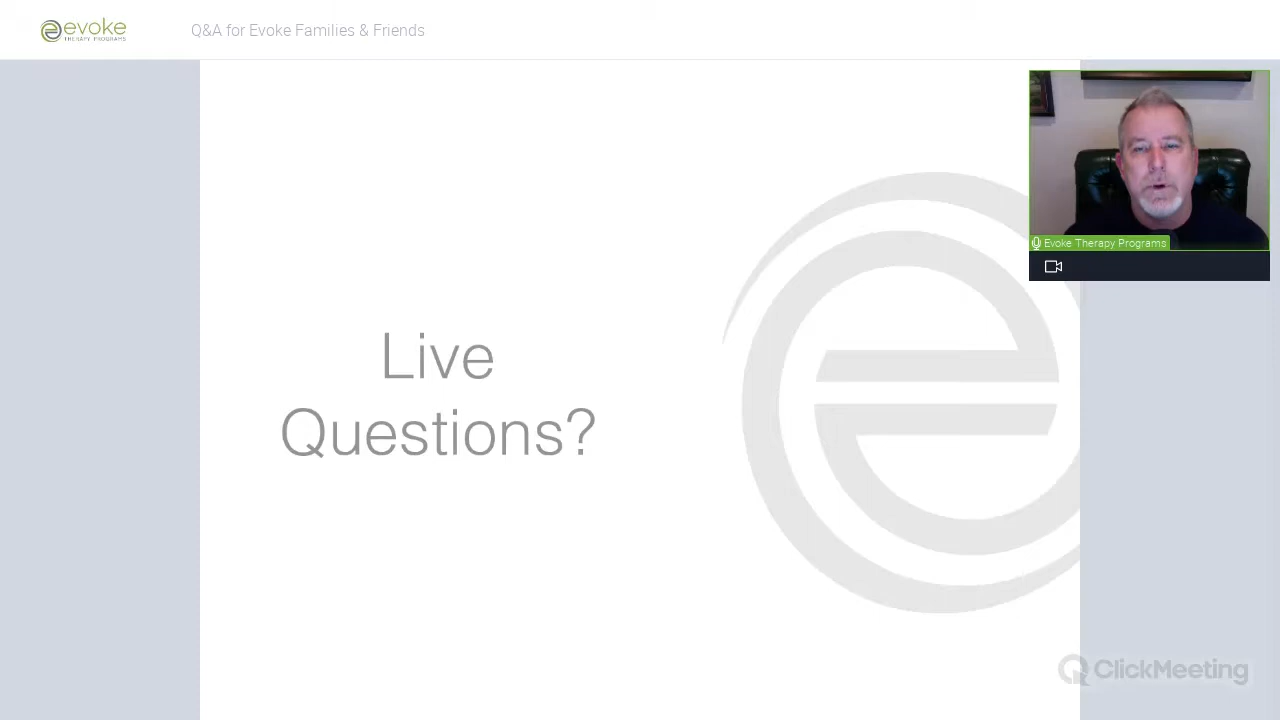 evoke
THERAPY PROGRAMS
Q&A for Evoke Families & Friends
Evoke Therapy Programs
Live
Questions?
ClickMeeting